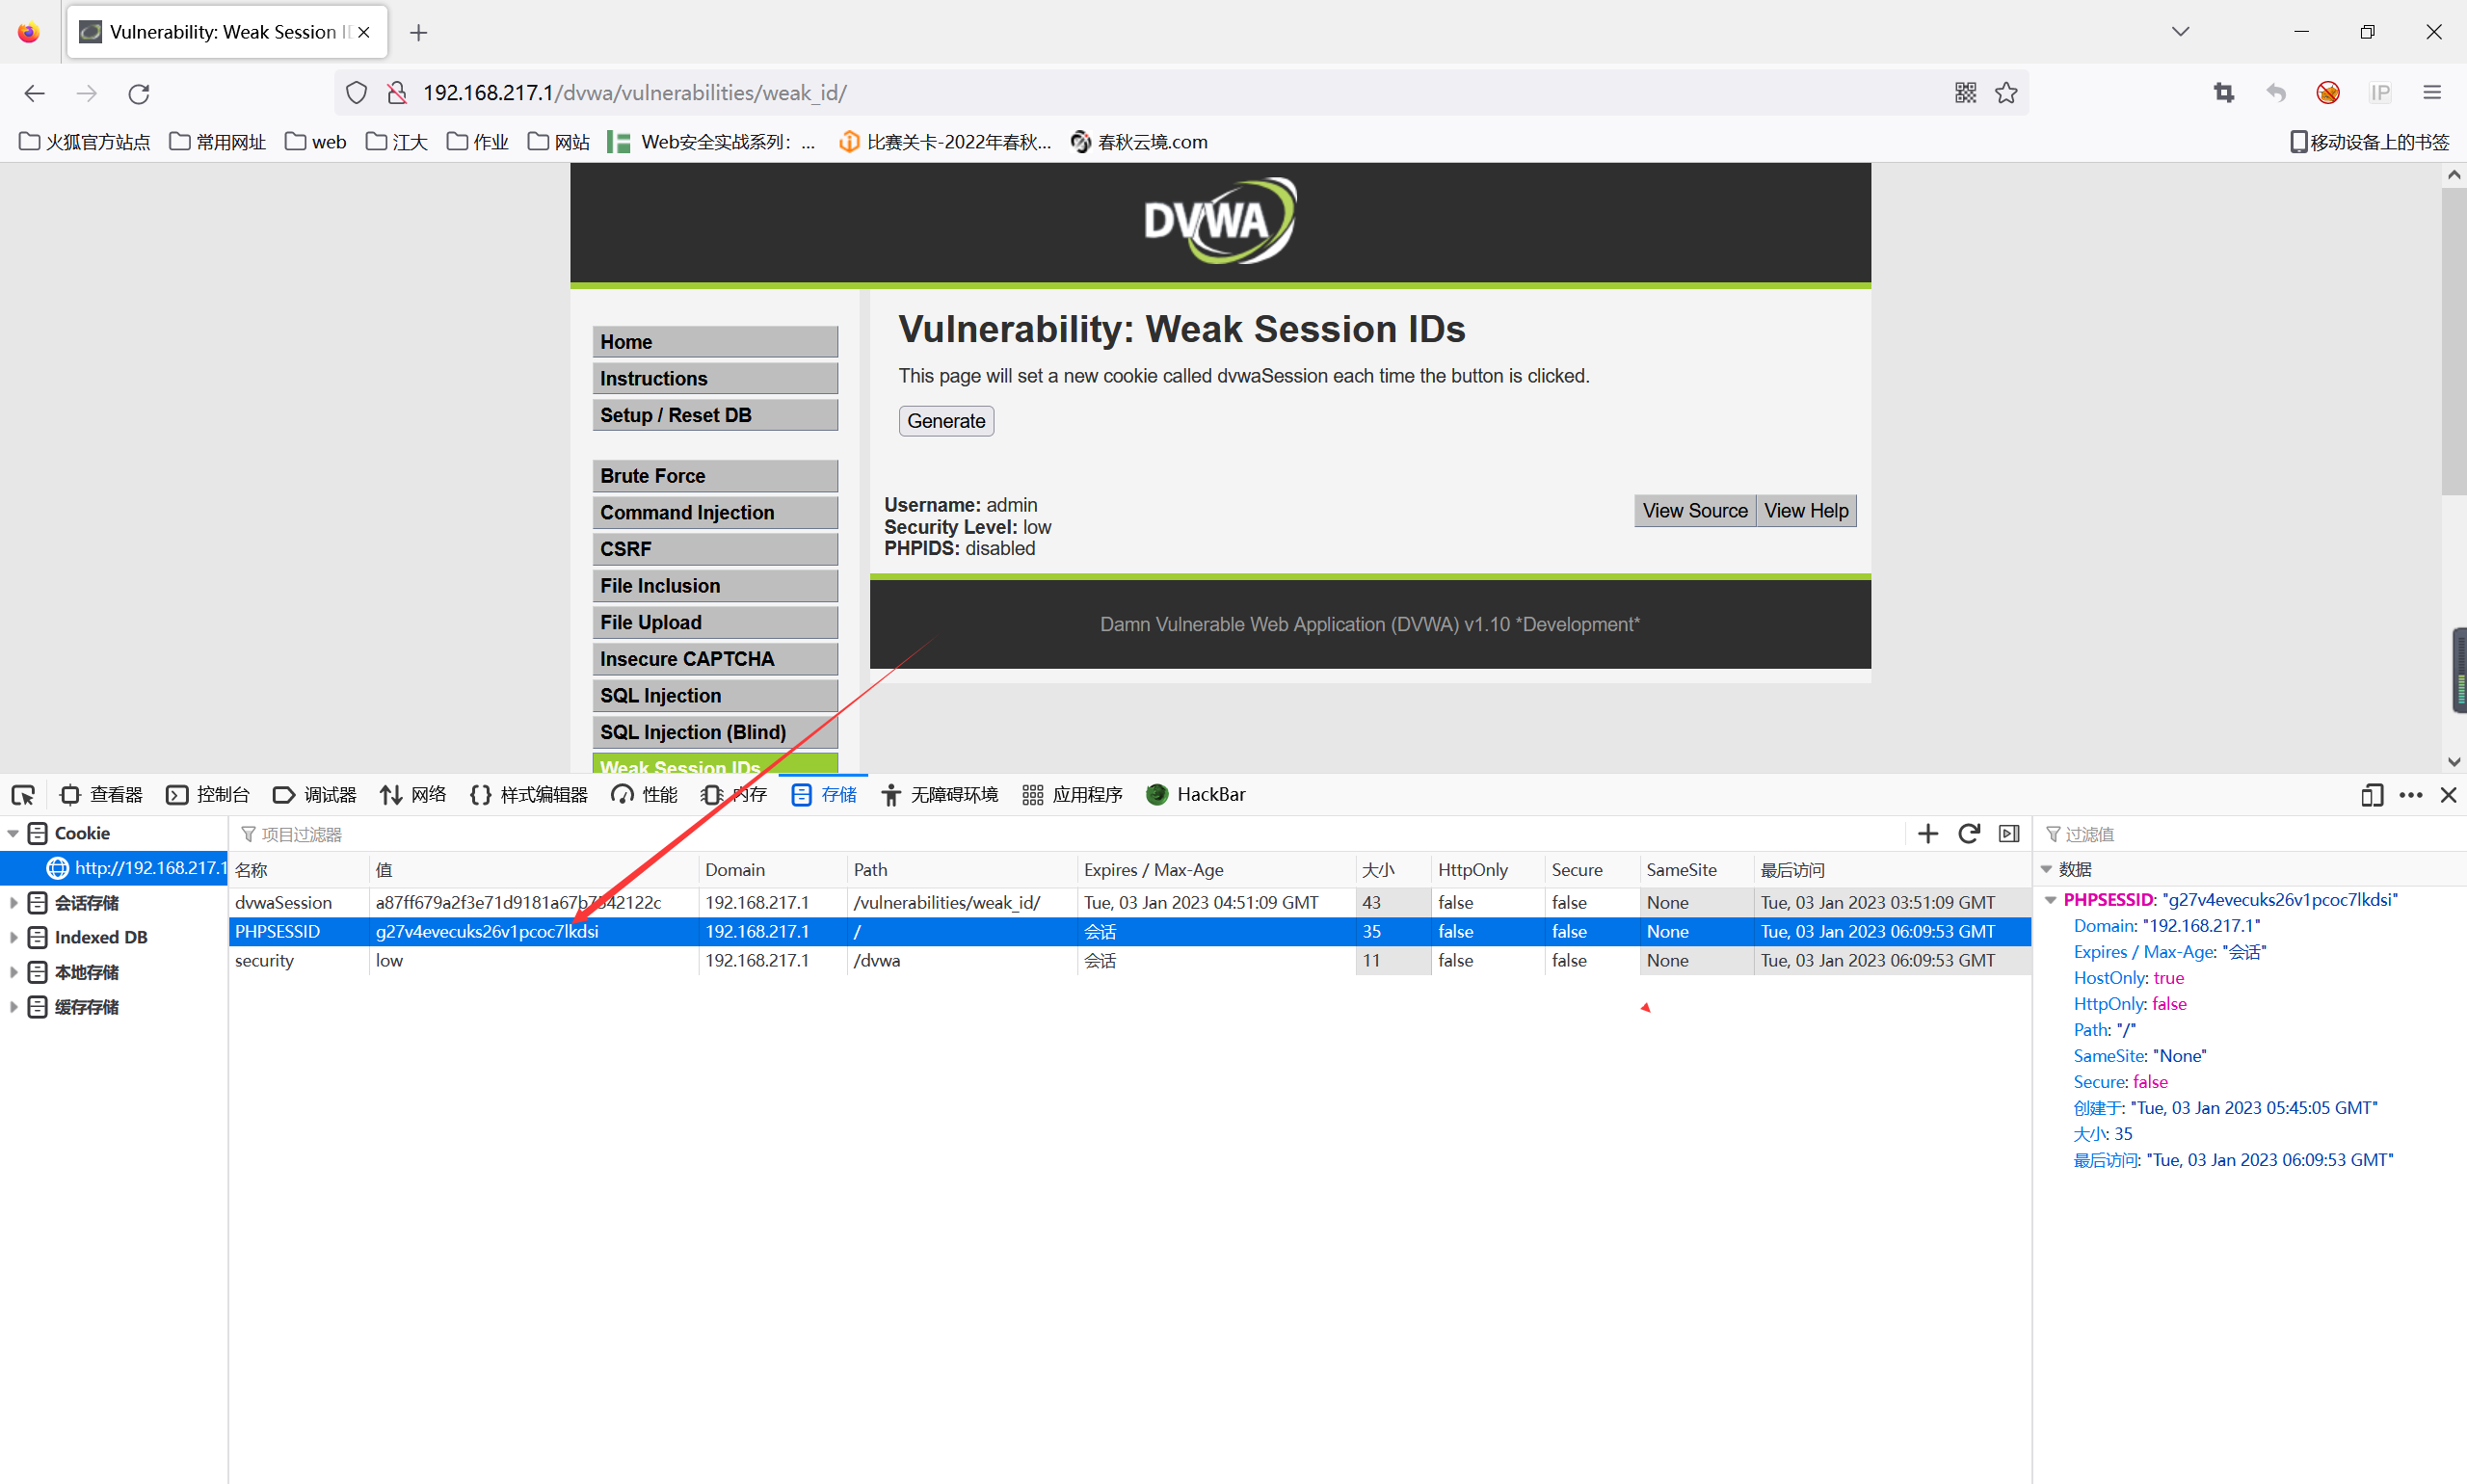 Vulnerability: Weak Session I
192.168.217.1/dvwa/vulnerabilities/weak_id/
IP
火狐官方站点 常用网址 web 江大 作业 网站 Web安全实战系列：... 比赛关卡-2022年春秋... 春秋云境.com 移动设备上的书签
DVWA
Vulnerability: Weak Session IDs
This page will set a new cookie called dvwaSession each time the button is clicked.
Generate
Home
Instructions
Setup / Reset DB
Brute Force
Command Injection
CSRF
File Inclusion
File Upload
Insecure CAPTCHA
SQL Injection
SQL Injection (Blind)
Weak Session IDs
Username: admin
Security Level: low
PHPIDS: disabled
View Source View Help
Damn Vulnerable Web Application (DVWA) v1.10 *Development*
查看器 控制台 调试器 网络 样式编辑器 性能 内存 存储 无障碍环境 应用程序 HackBar
Cookie
http://192.168.217.1
会话存储
Indexed DB
本地存储
缓存存储
项目过滤器
名称 值 Domain Path Expires / Max-Age 大小 HttpOnly Secure SameSite 最后访问
dvwaSession a87ff679a2f3e71d9181a67b7542122c 192.168.217.1 /vulnerabilities/weak_id/ Tue, 03 Jan 2023 04:51:09 GMT 43 false false None Tue, 03 Jan 2023 03:51:09 GMT
PHPSESSID g27v4evecuks26v1pcoc7lkdsi 192.168.217.1 / 会话 35 false false None Tue, 03 Jan 2023 06:09:53 GMT
security low 192.168.217.1 /dvwa 会话 11 false false None Tue, 03 Jan 2023 06:09:53 GMT
过滤值
数据
PHPSESSID: "g27v4evecuks26v1pcoc7lkdsi"
Domain: "192.168.217.1"
Expires / Max-Age: "会话"
HostOnly: true
HttpOnly: false
Path: "/"
SameSite: "None"
Secure: false
创建于: "Tue, 03 Jan 2023 05:45:05 GMT"
大小: 35
最后访问: "Tue, 03 Jan 2023 06:09:53 GMT"